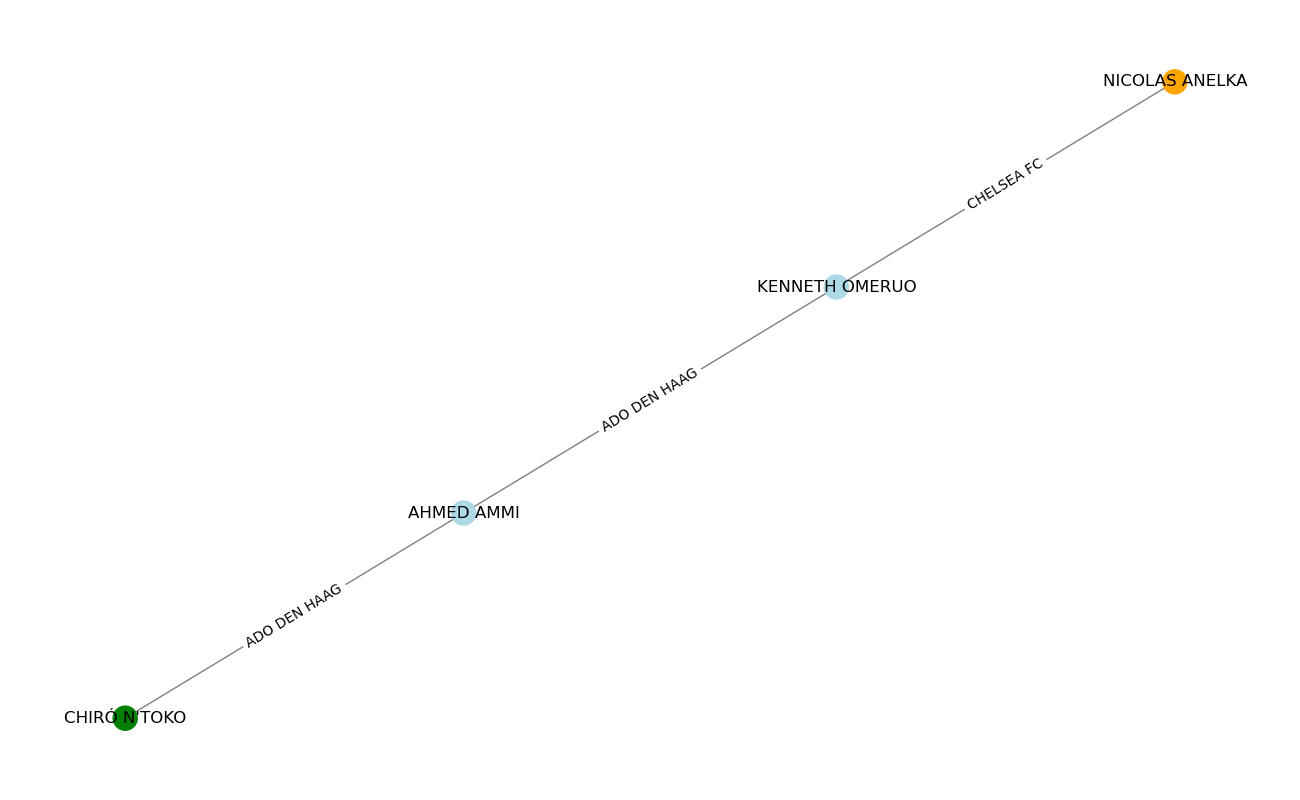 NICOLAS ANELKA
CHELSEA FC
KENNETH OMERUO
ADO DEN HAAG
AHMED AMMI
ADO DEN HAAG
CHIRÓ N'TOKO